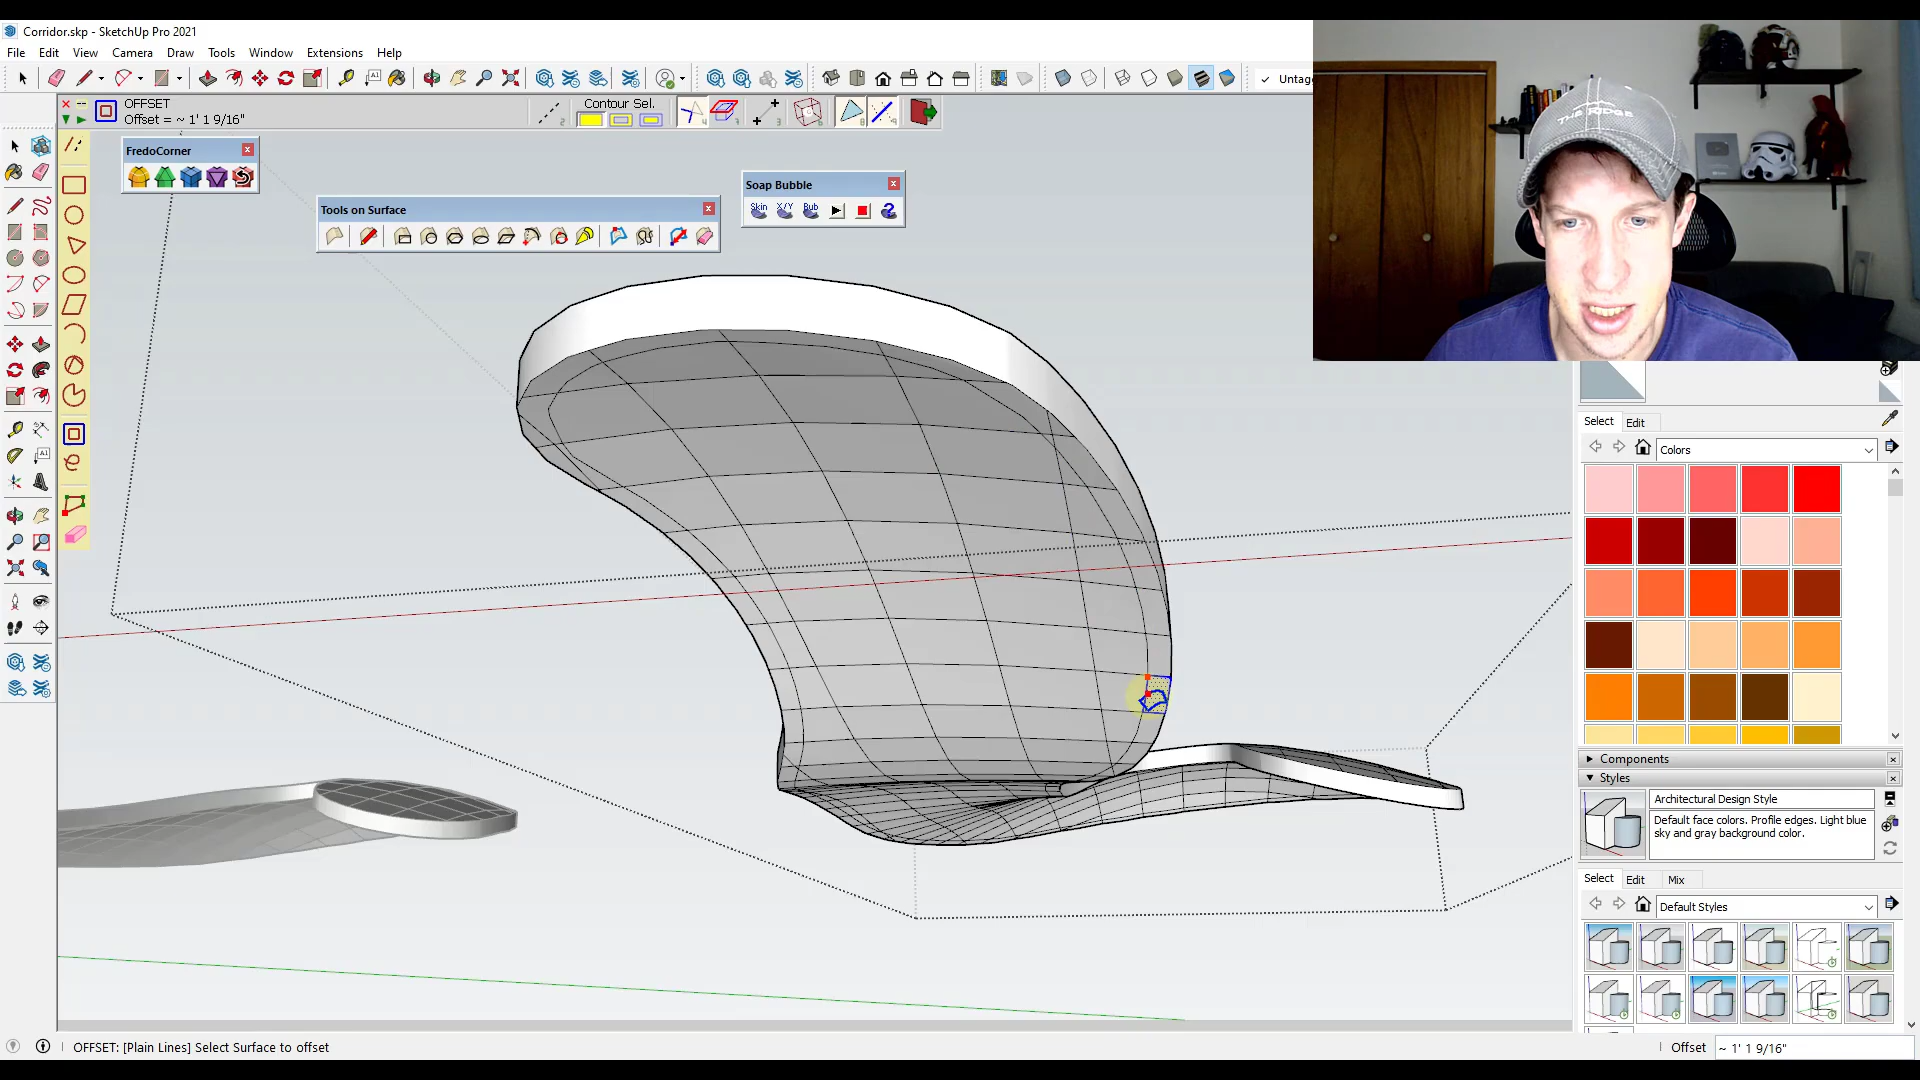 Corridor.skp - SketchUp Pro 2021
File Edit View Camera Draw Tools Window Extensions Help
Untag
OFFSET
Offset = ~ 1' 1 9/16"
Contour Sel.
FredoCorner
Tools on Surface
Soap Bubble
Skin X/Y Bub
THE RIDGE
Select Edit
Colors
Components
Styles
Architectural Design Style
Default face colors. Profile edges. Light blue
sky and gray background color.
Select Edit Mix
Default Styles
OFFSET: [Plain Lines] Select Surface to offset
Offset ~ 1' 1 9/16"